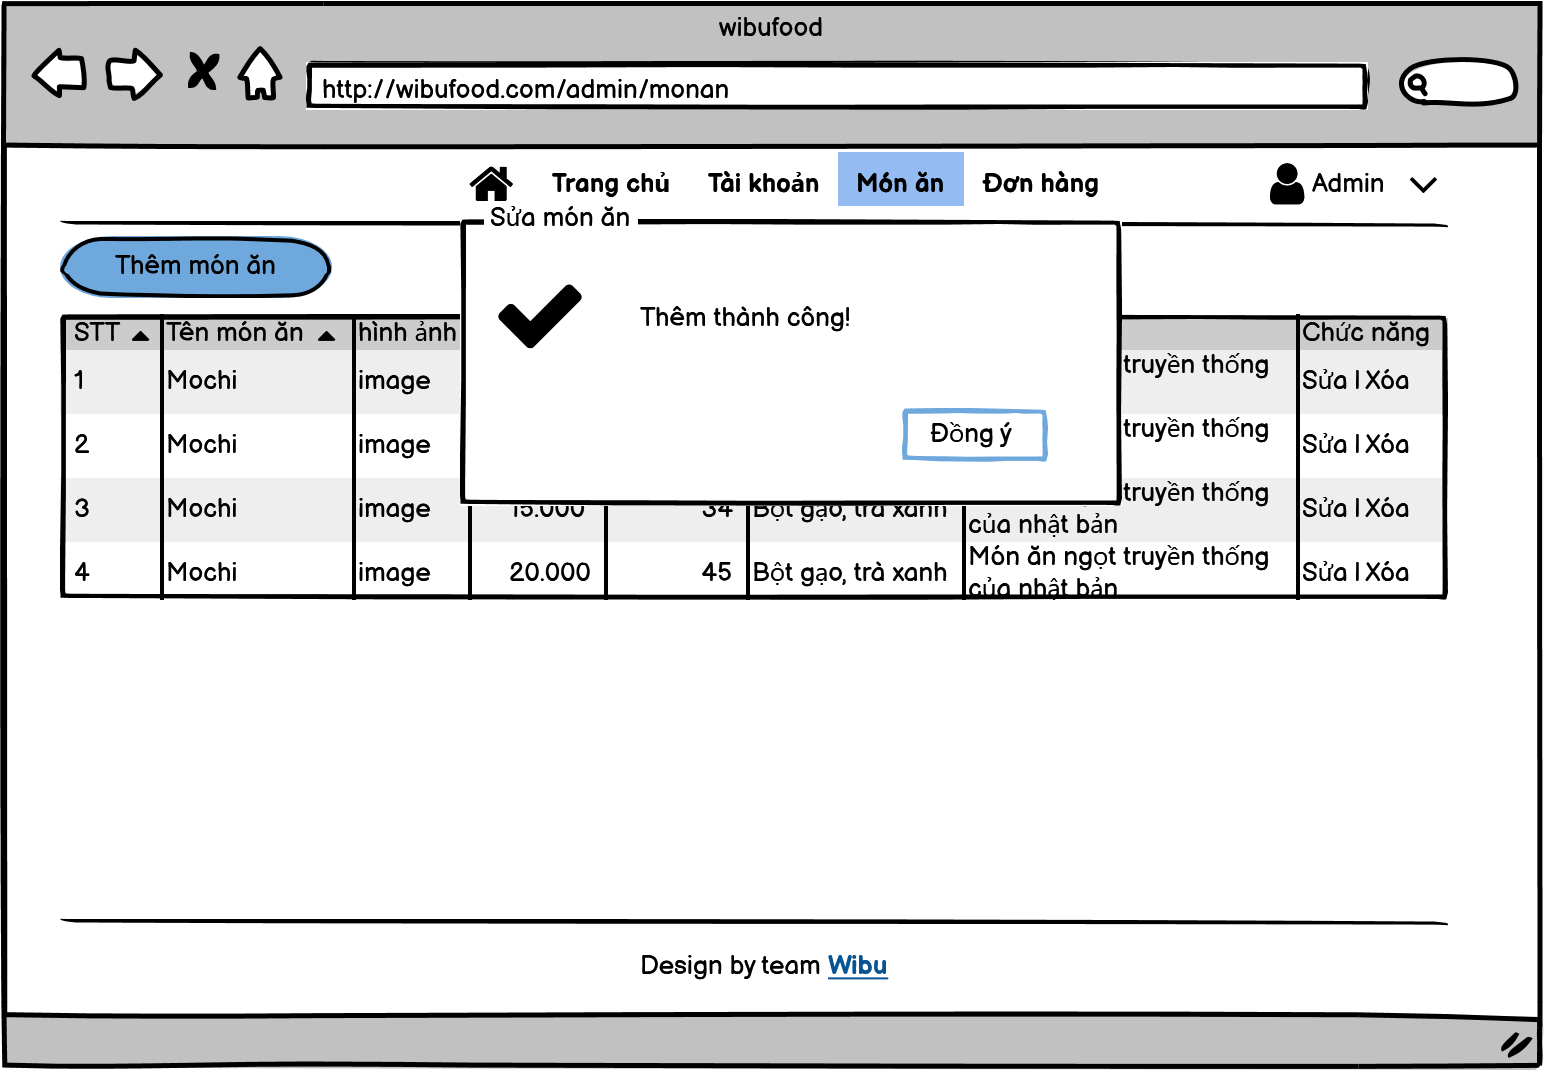 wibufood
http://wibufood.com/admin/monan
Trang chủ Tài khoản Món ăn Đơn hàng Admin
Sửa món ăn
Thêm món ăn
Thêm thành công!
Đồng ý
STT Tên món ăn hình ảnh Chức năng
1 Mochi image truyền thống Sửa | Xóa
2 Mochi image truyền thống Sửa | Xóa
3 Mochi image 15.000 34 Bột gạo, trà xanh truyền thống của nhật bản Sửa | Xóa
4 Mochi image 20.000 45 Bột gạo, trà xanh Món ăn ngọt truyền thống của nhật bản Sửa | Xóa
Design by team Wibu